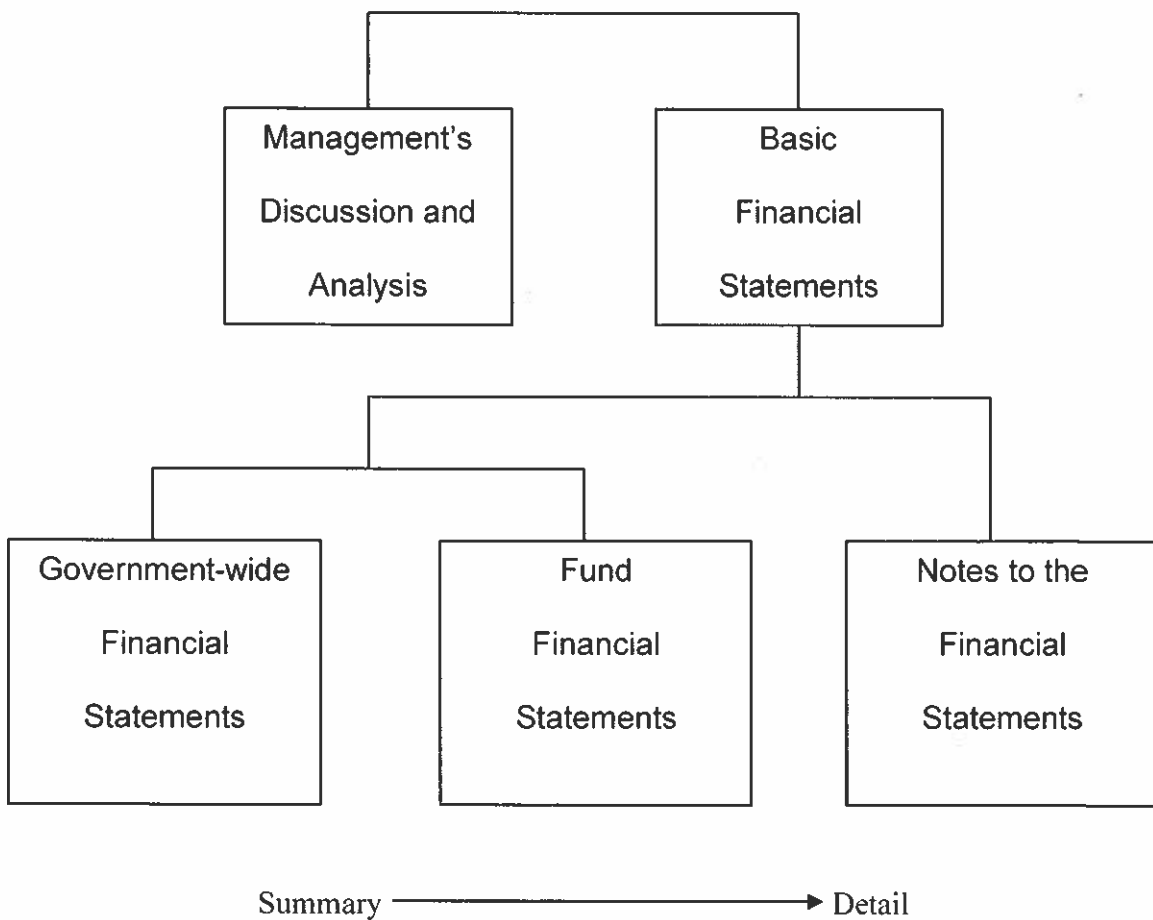 Management's
Discussion and
Analysis
Basic
Financial
Statements
Government-wide
Financial
Statements
Fund
Financial
Statements
Notes to the
Financial
Statements
Summary Detail